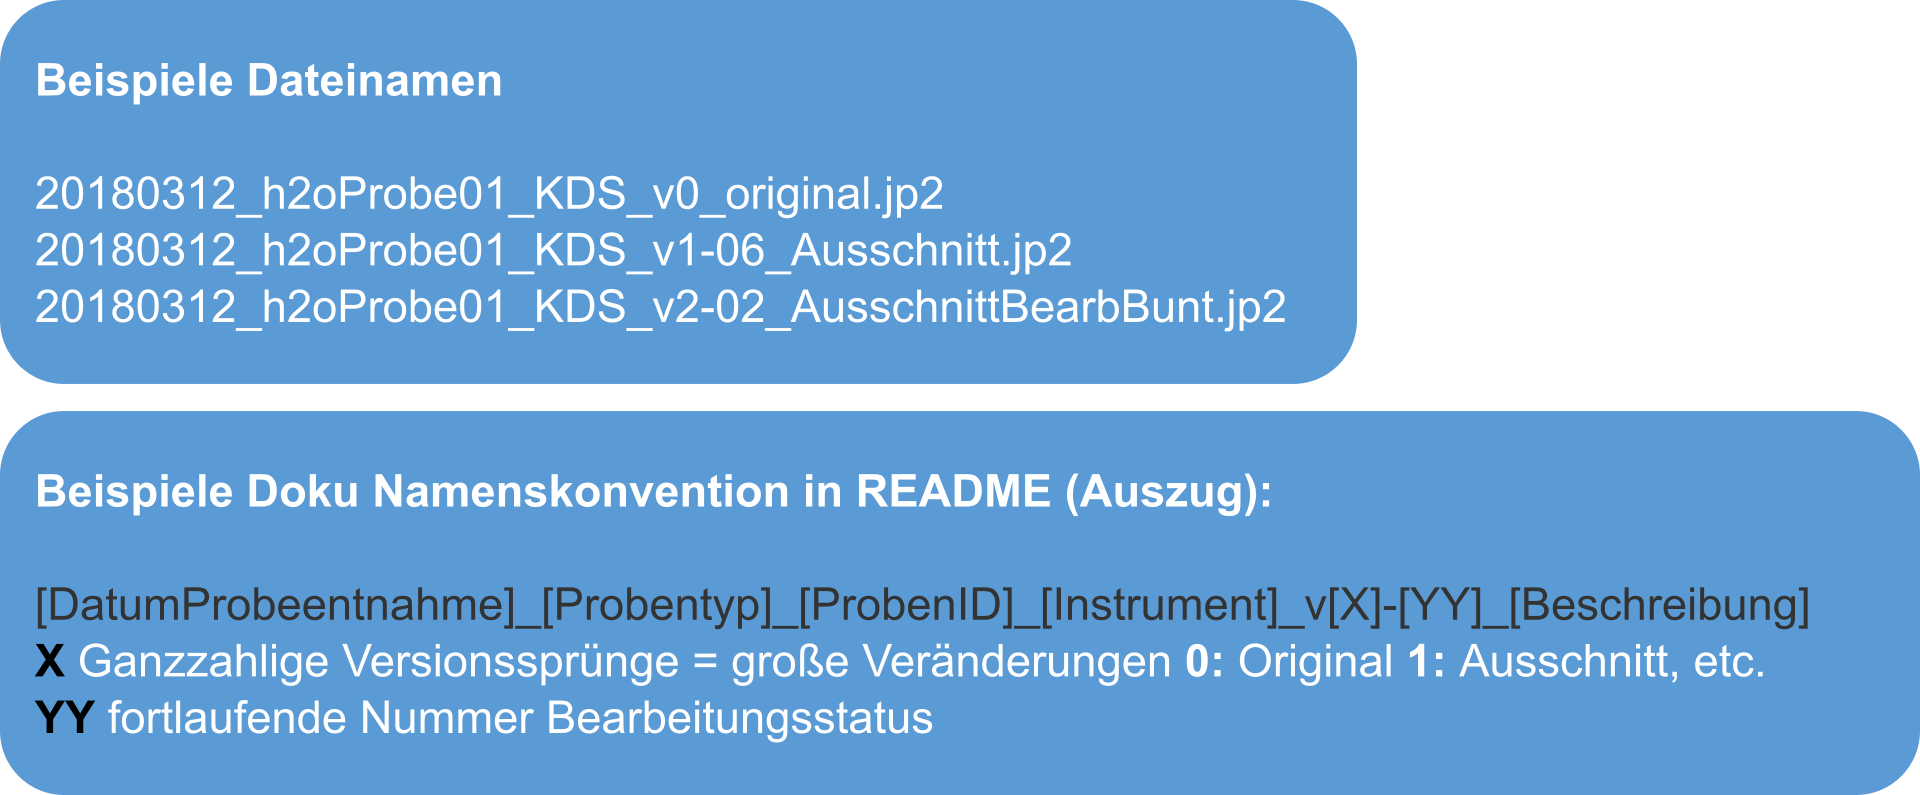 Beispiele Dateinamen
20180312_h2oProbe01_KDS_v0_original.jp2
20180312_h2oProbe01_KDS_v1-06_Ausschnitt.jp2
20180312_h2oProbe01_KDS_v2-02_AusschnittBearbBunt.jp2
Beispiele Doku Namenskonvention in README (Auszug):
[DatumProbeentnahme]_[Probentyp]_[ProbenID]_[Instrument]_v[X]-[YY]_[Beschreibung]
X Ganzzahlige Versionssprünge = große Veränderungen 0: Original 1: Ausschnitt, etc.
YY fortlaufende Nummer Bearbeitungsstatus